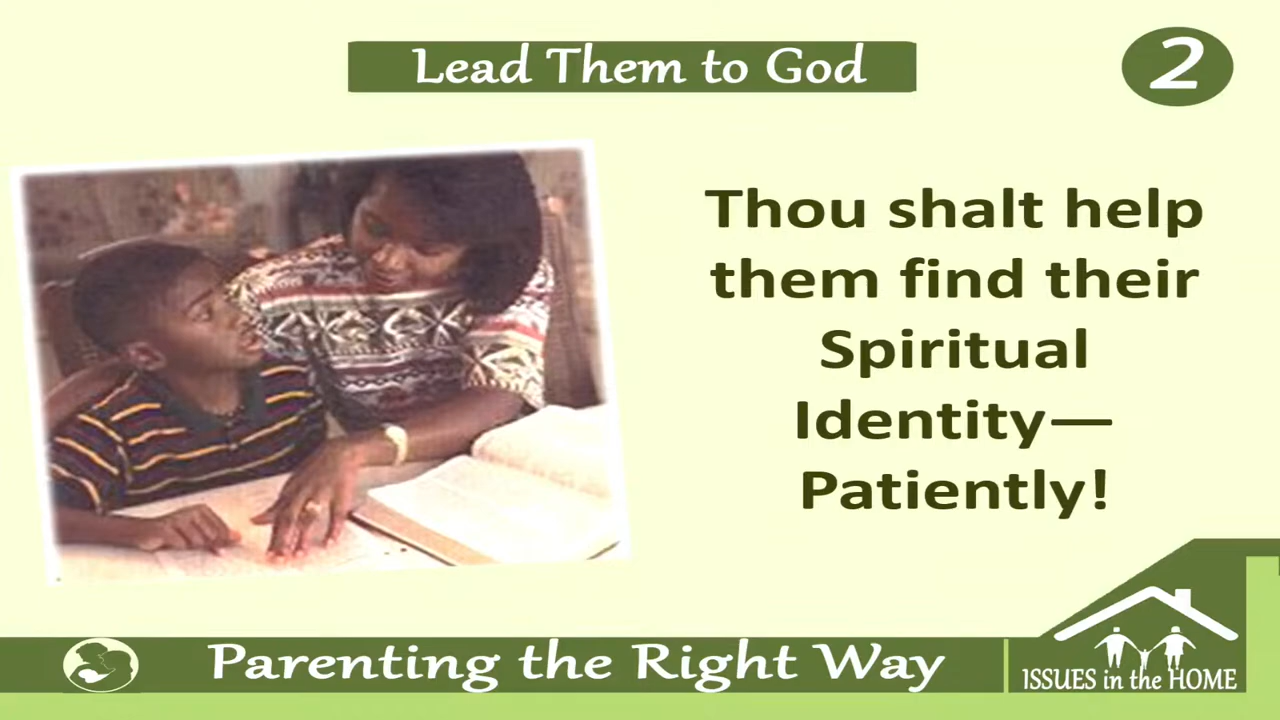 Lead Them to God
2
Thou shalt help
them find their
Spiritual
Identity—
Patiently!
Parenting the Right Way
ISSUES in the HOME